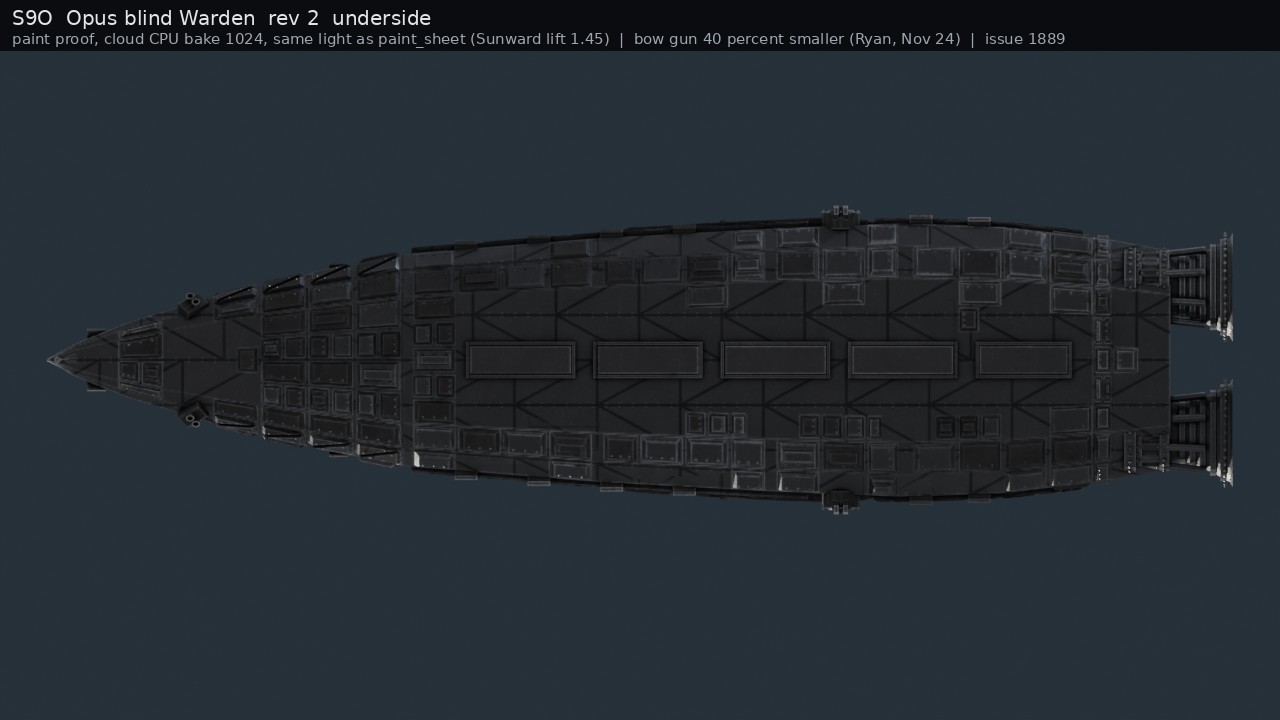 S9O Opus blind Warden rev 2 underside
paint proof, cloud CPU bake 1024, same light as paint_sheet (Sunward lift 1.45) | bow gun 40 percent smaller (Ryan, Nov 24) | issue 1889